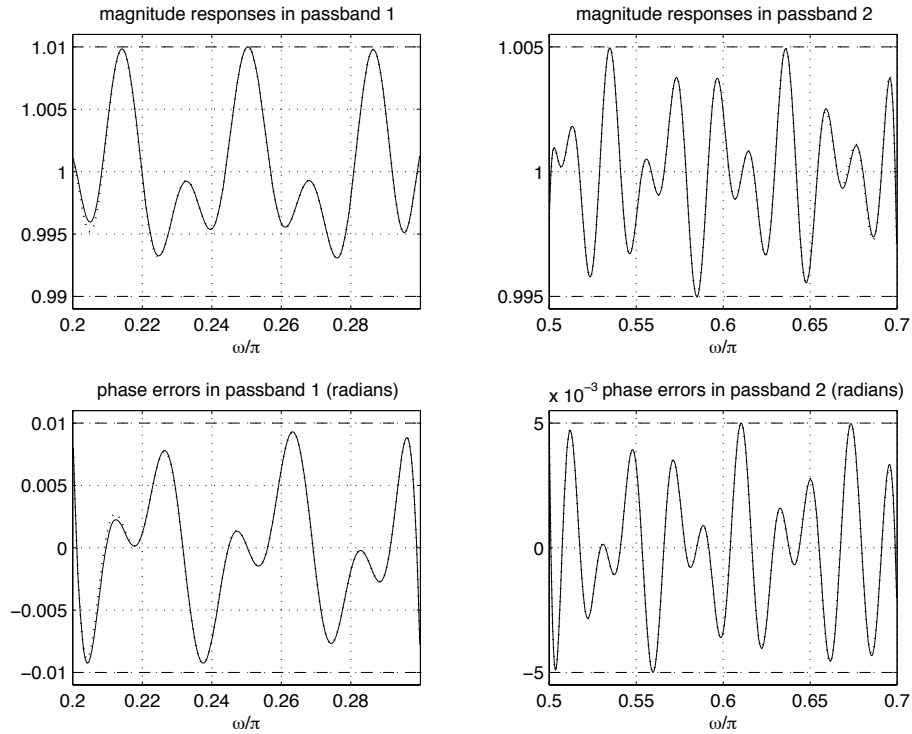 magnitude responses in passband 1
1.01
1.005
1
0.995
0.99
0.2 0.22 0.24 0.26 0.28
ω/π
magnitude responses in passband 2
1.005
1
0.995
0.5 0.55 0.6 0.65 0.7
ω/π
phase errors in passband 1 (radians)
0.01
0.005
0
−0.005
−0.01
0.2 0.22 0.24 0.26 0.28
ω/π
x 10⁻³ phase errors in passband 2 (radians)
5
0
−5
0.5 0.55 0.6 0.65 0.7
ω/π